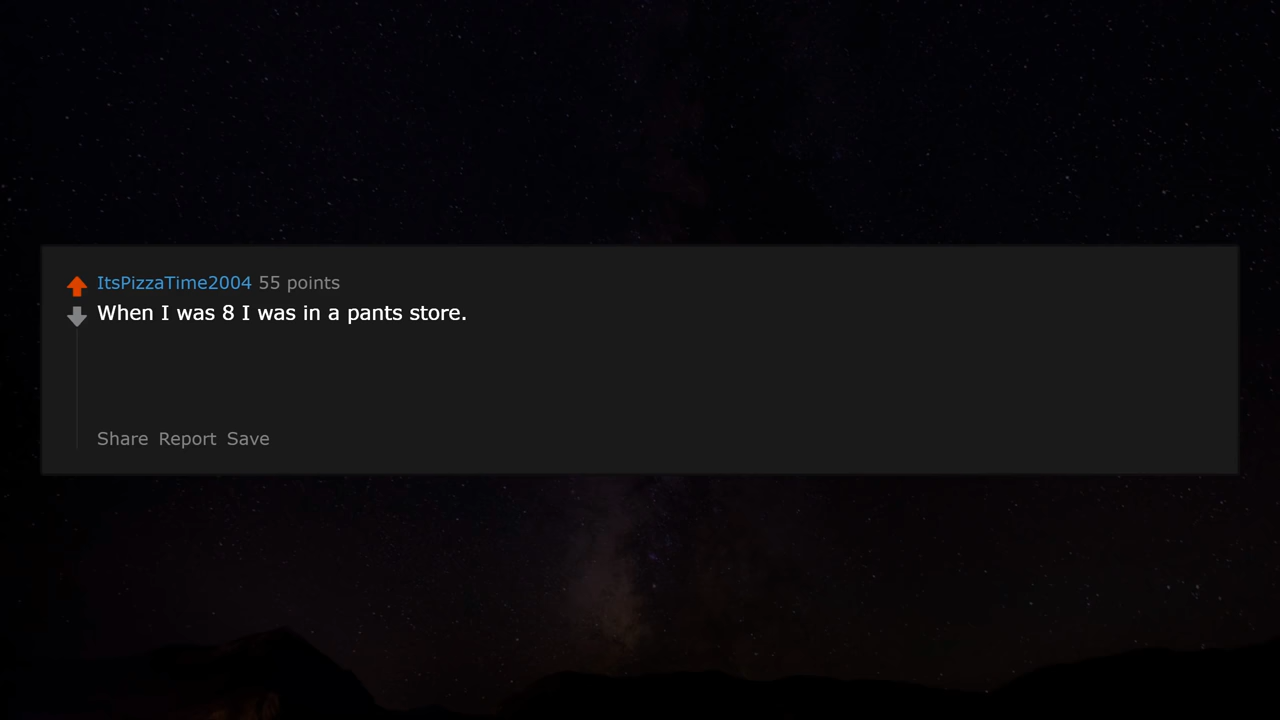 ItsPizzaTime2004 55 points
When I was 8 I was in a pants store.
Share Report Save